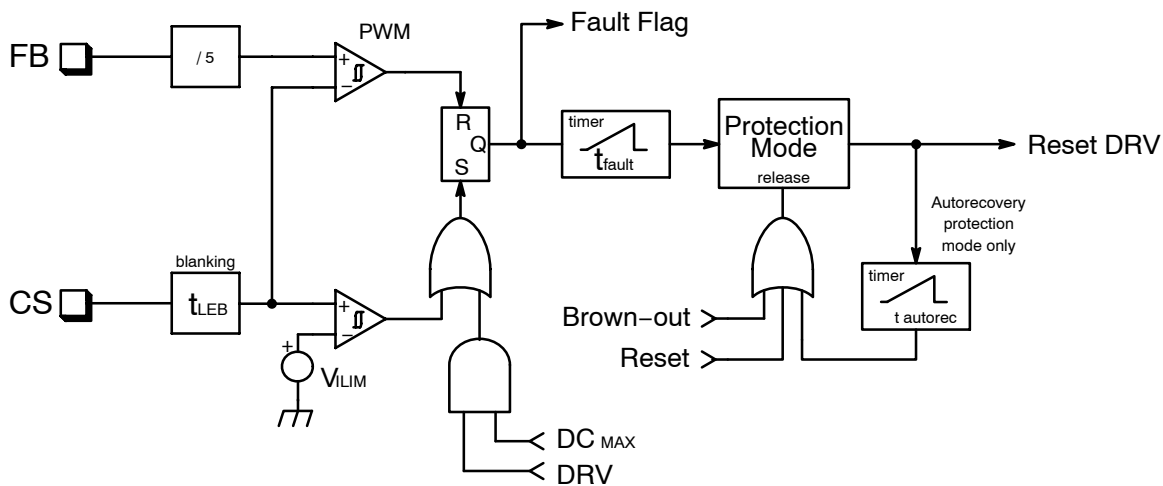 PWM
Fault Flag
FB
/ 5
+
−
R
Q
S
timer
tfault
Protection
Mode
release
Reset DRV
Autorecovery
protection
mode only
blanking
CS
tLEB
+
−
+
VILIM
timer
t autorec
Brown−out
Reset
DC MAX
DRV